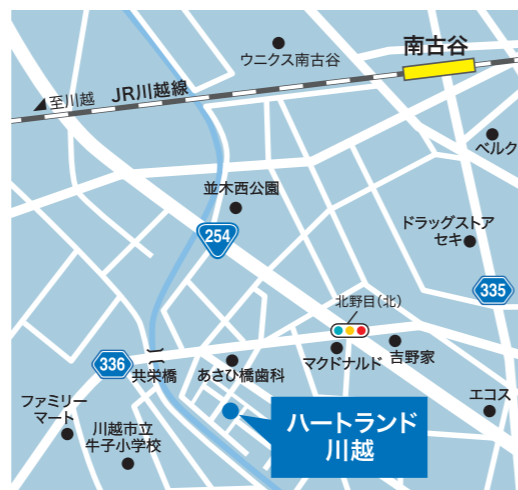 南古谷
ウニクス南古谷
JR川越線
至川越
ベルク
並木西公園
ドラッグストア
セキ
254
335
北野目(北)
336
共栄橋
あさひ橋歯科
マクドナルド
吉野家
ファミリー
マート
川越市立
牛子小学校
ハートランド
川越
エコス